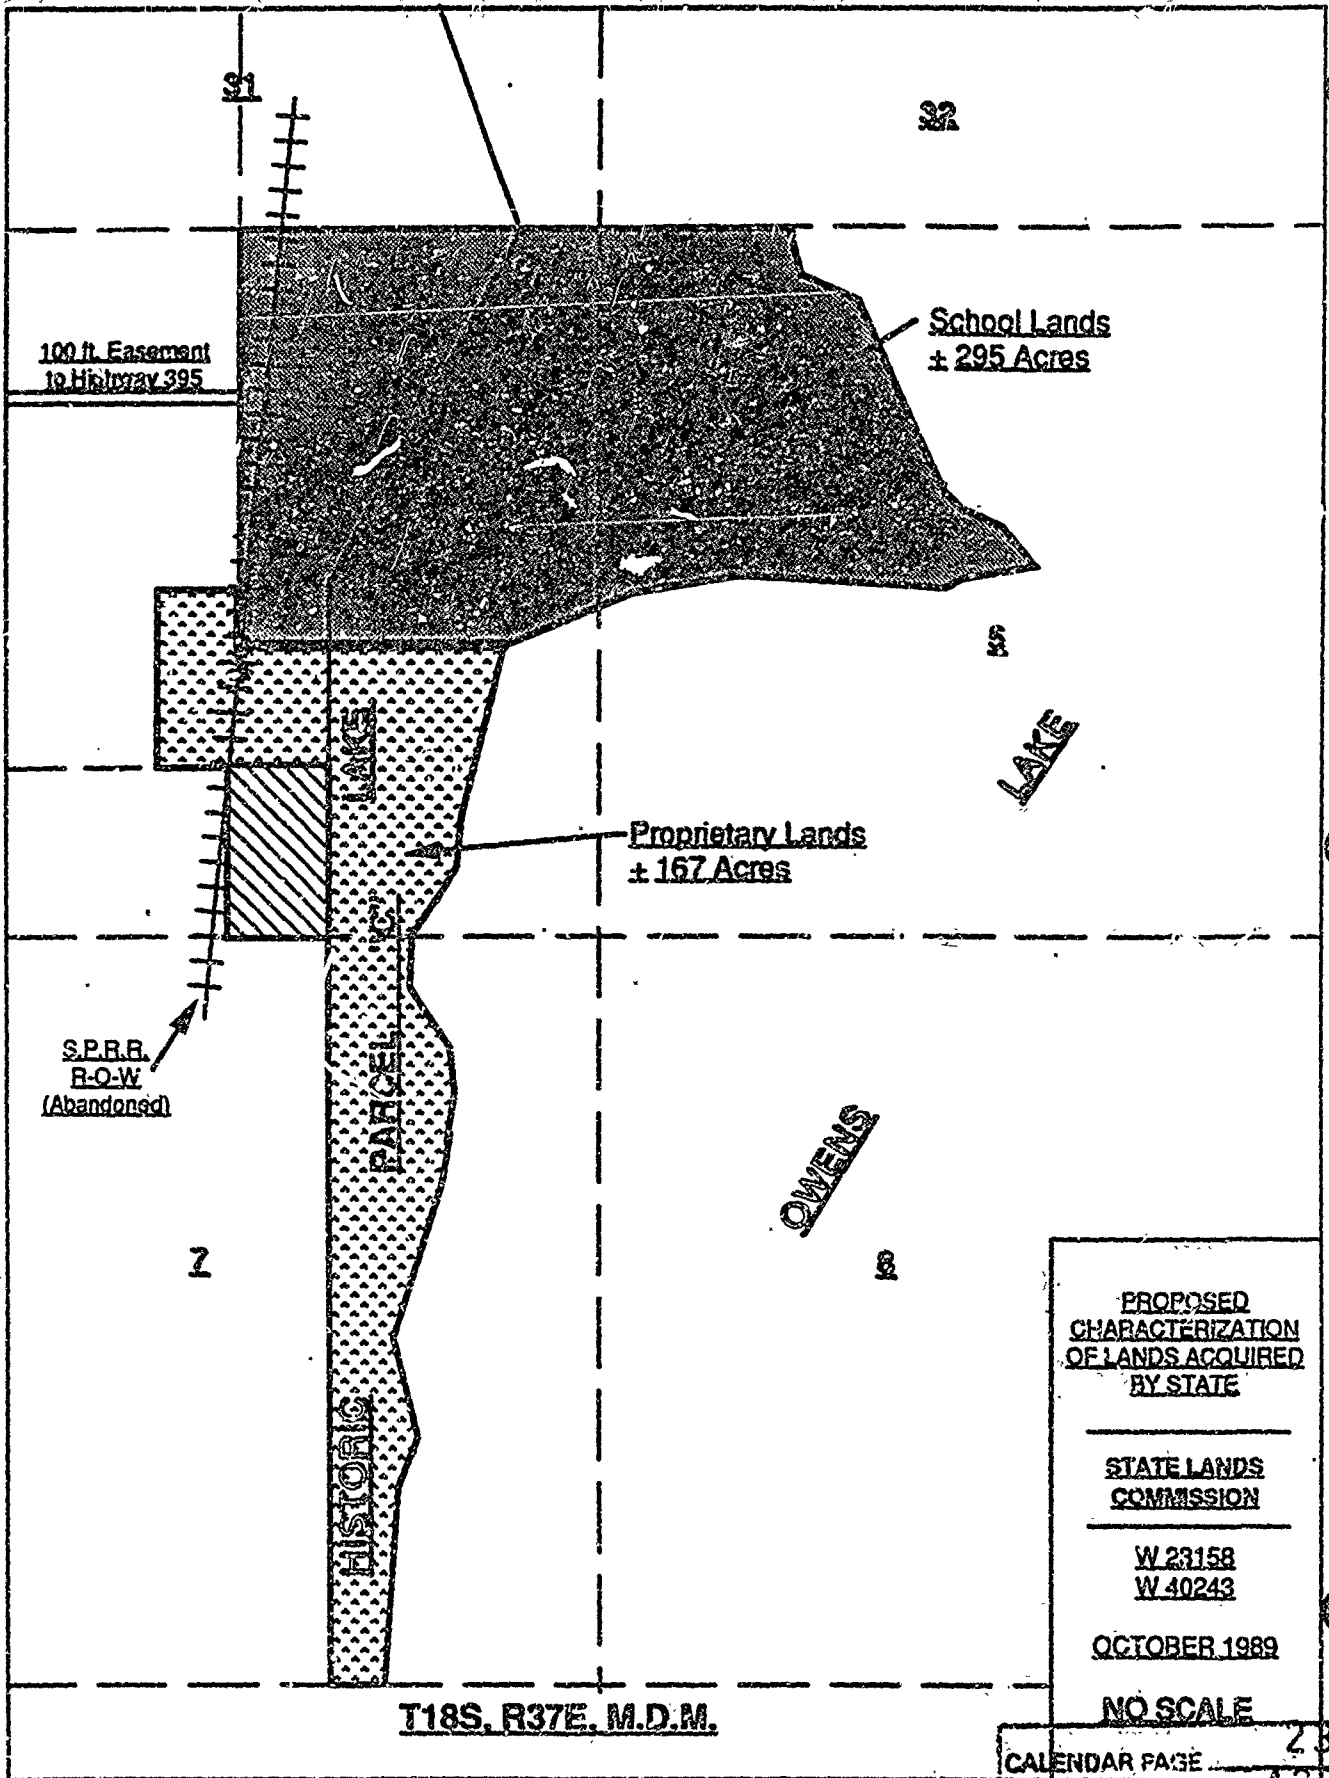 31
32
100 ft. Easement
to Highway 395
School Lands
± 295 Acres
5
LAKE
LAKE
Proprietary Lands
± 167 Acres
PARCEL "C"
S.P.R.R.
R-O-W
(Abandoned)
OWENS
7
8
HISTORIC
PROPOSED
CHARACTERIZATION
OF LANDS ACQUIRED
BY STATE
STATE LANDS
COMMISSION
W 23158
W 40243
OCTOBER 1989
NO SCALE
T18S, R37E, M.D.M.
CALENDAR PAGE